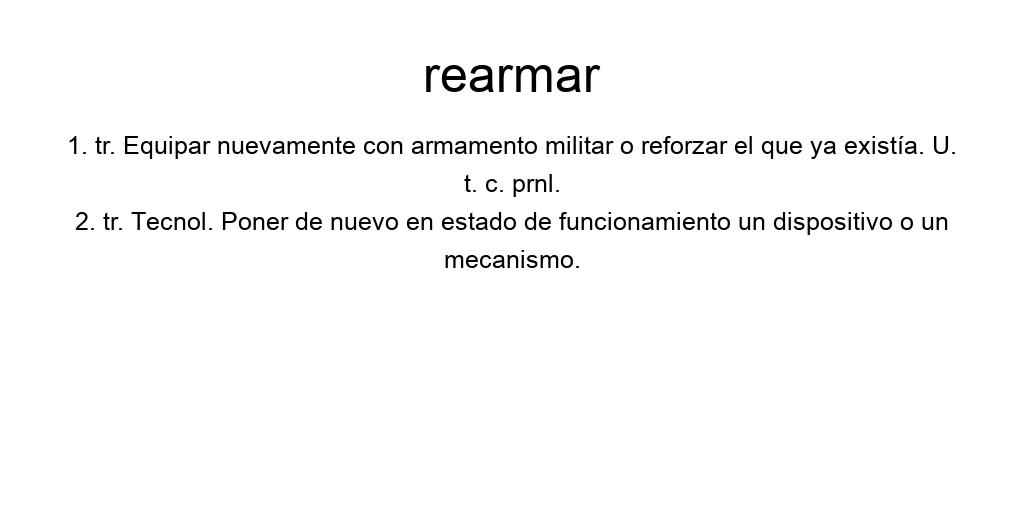 rearmar
1. tr. Equipar nuevamente con armamento militar o reforzar el que ya existía. U.
t. c. prnl.
2. tr. Tecnol. Poner de nuevo en estado de funcionamiento un dispositivo o un
mecanismo.